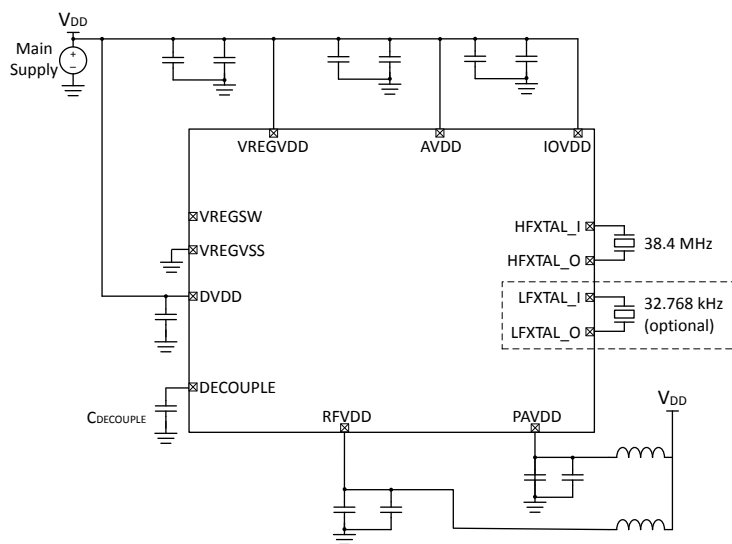 VDD
Main
Supply
+
−
VREGVDD
AVDD
IOVDD
VREGSW
HFXTAL_I
38.4 MHz
VREGVSS
HFXTAL_O
DVDD
LFXTAL_I
32.768 kHz
(optional)
LFXTAL_O
DECOUPLE
CDECOUPLE
RFVDD
PAVDD
VDD